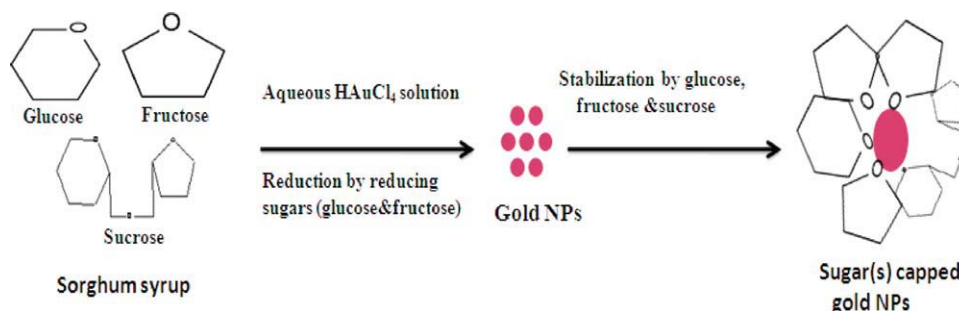 O
O
Glucose
Fructose
Sucrose
Sorghum syrup
Aqueous HAuCl₄ solution
Reduction by reducing
sugars (glucose&fructose)
Gold NPs
Stabilization by glucose,
fructose &sucrose
O
O
O
O
Sugar(s) capped
gold NPs